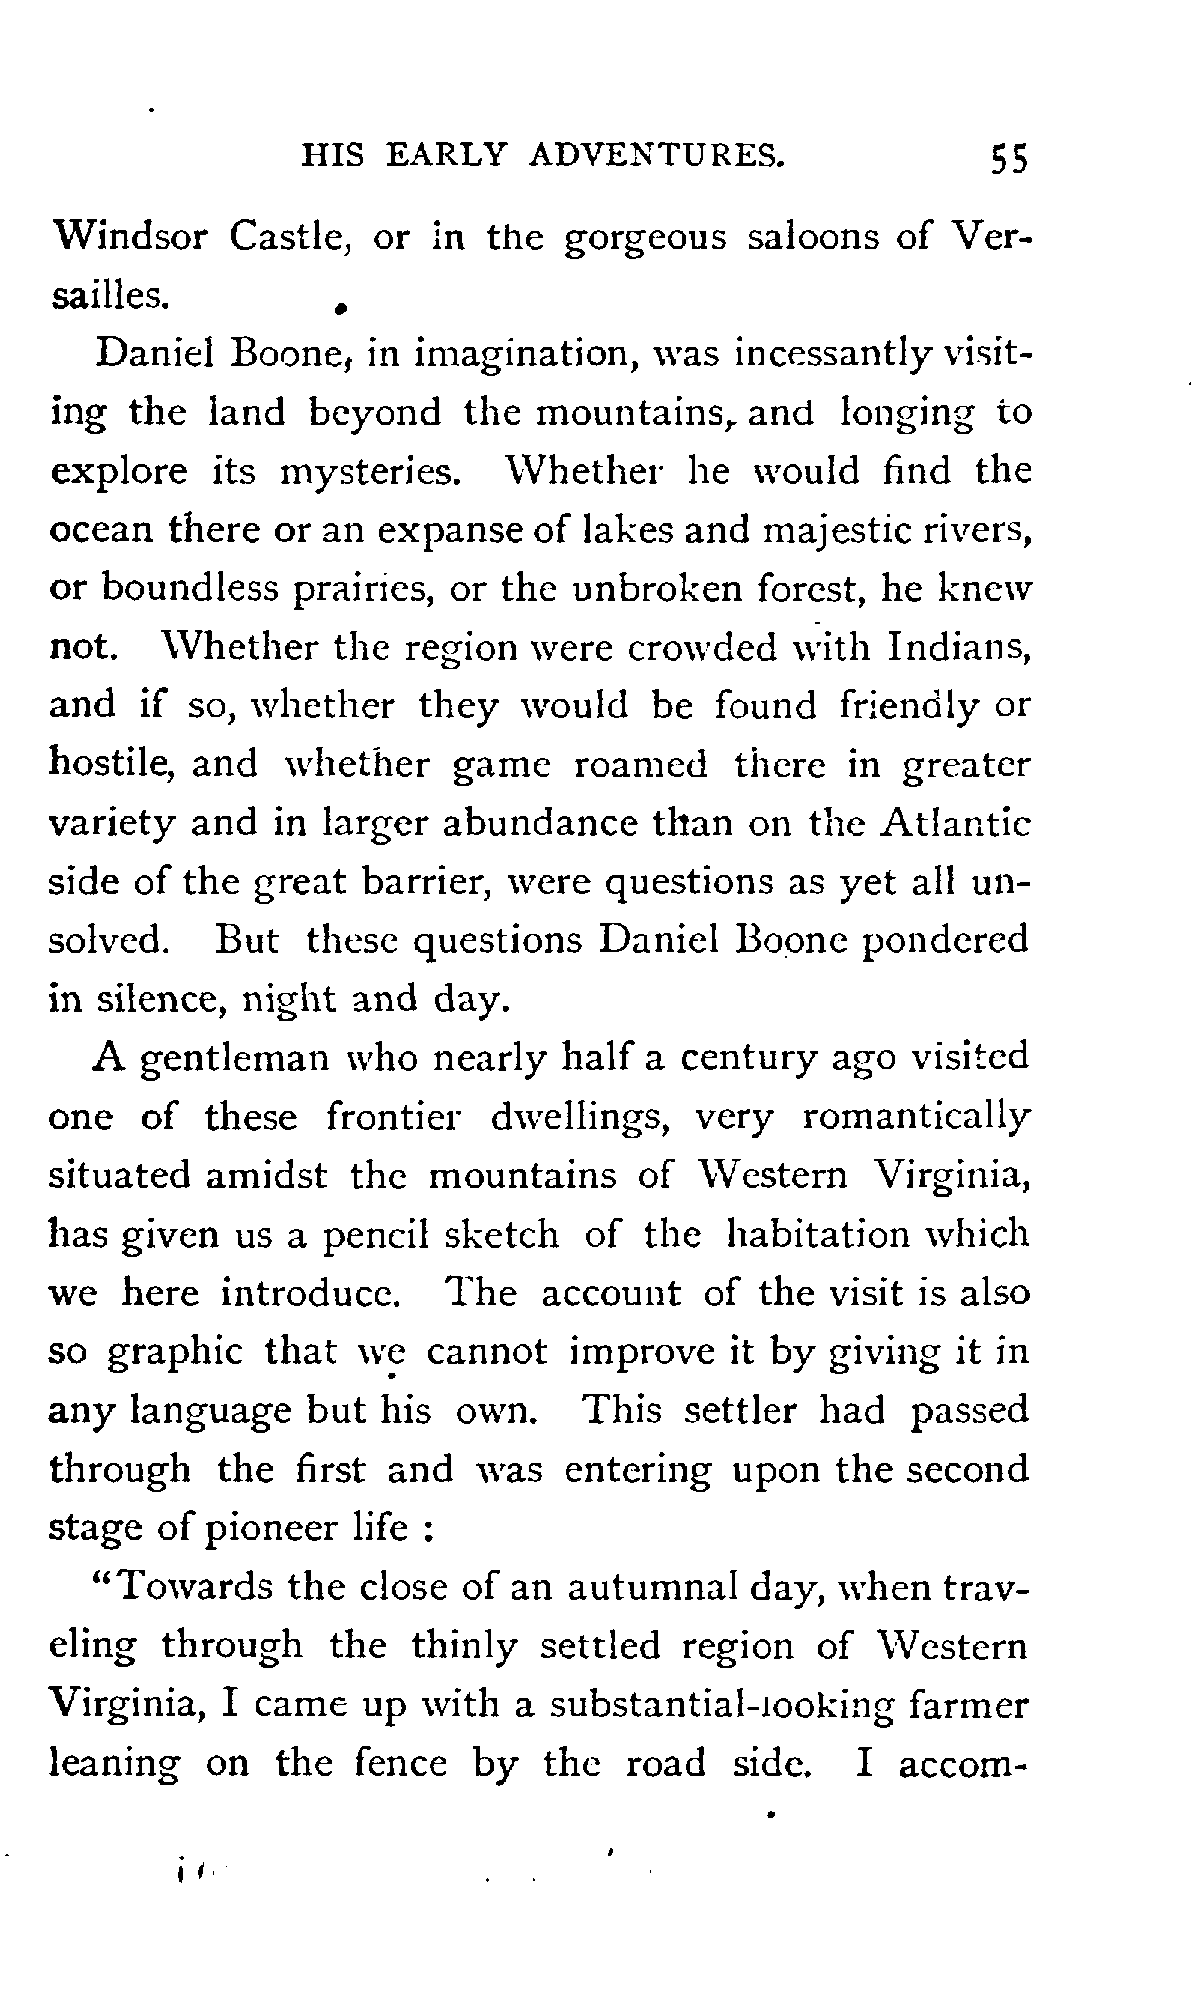 HIS EARLY ADVENTURES. 55
Windsor Castle, or in the gorgeous saloons of Ver-
sailles.
Daniel Boone, in imagination, was incessantly visit-
ing the land beyond the mountains, and longing to
explore its mysteries. Whether he would find the
ocean there or an expanse of lakes and majestic rivers,
or boundless prairies, or the unbroken forest, he knew
not. Whether the region were crowded with Indians,
and if so, whether they would be found friendly or
hostile, and whether game roamed there in greater
variety and in larger abundance than on the Atlantic
side of the great barrier, were questions as yet all un-
solved. But these questions Daniel Boone pondered
in silence, night and day.
A gentleman who nearly half a century ago visited
one of these frontier dwellings, very romantically
situated amidst the mountains of Western Virginia,
has given us a pencil sketch of the habitation which
we here introduce. The account of the visit is also
so graphic that we cannot improve it by giving it in
any language but his own. This settler had passed
through the first and was entering upon the second
stage of pioneer life :
"Towards the close of an autumnal day, when trav-
eling through the thinly settled region of Western
Virginia, I came up with a substantial-looking farmer
leaning on the fence by the road side. I accom-